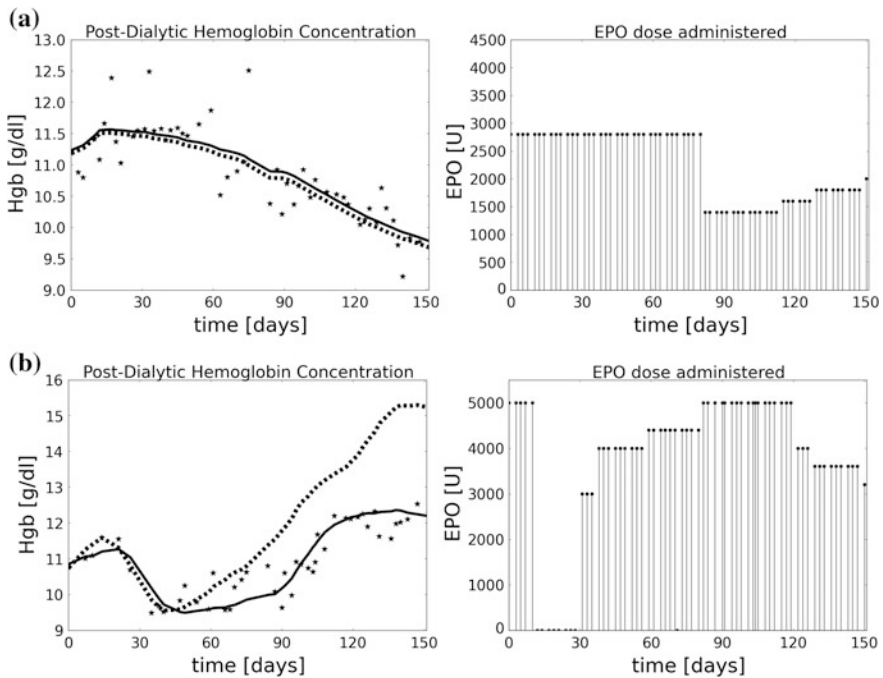 (a)
Post-Dialytic Hemoglobin Concentration
13.0
12.5
12.0
11.5
11.0
10.5
10.0
9.5
9.0
Hgb [g/dl]
0 30 60 90 120 150
time [days]
EPO dose administered
4500
4000
3500
3000
2500
2000
1500
1000
500
0
EPO [U]
0 30 60 90 120 150
time [days]
(b)
Post-Dialytic Hemoglobin Concentration
16
15
14
13
12
11
10
9
Hgb [g/dl]
0 30 60 90 120 150
time [days]
EPO dose administered
5000
4000
3000
2000
1000
0
EPO [U]
0 30 60 90 120 150
time [days]